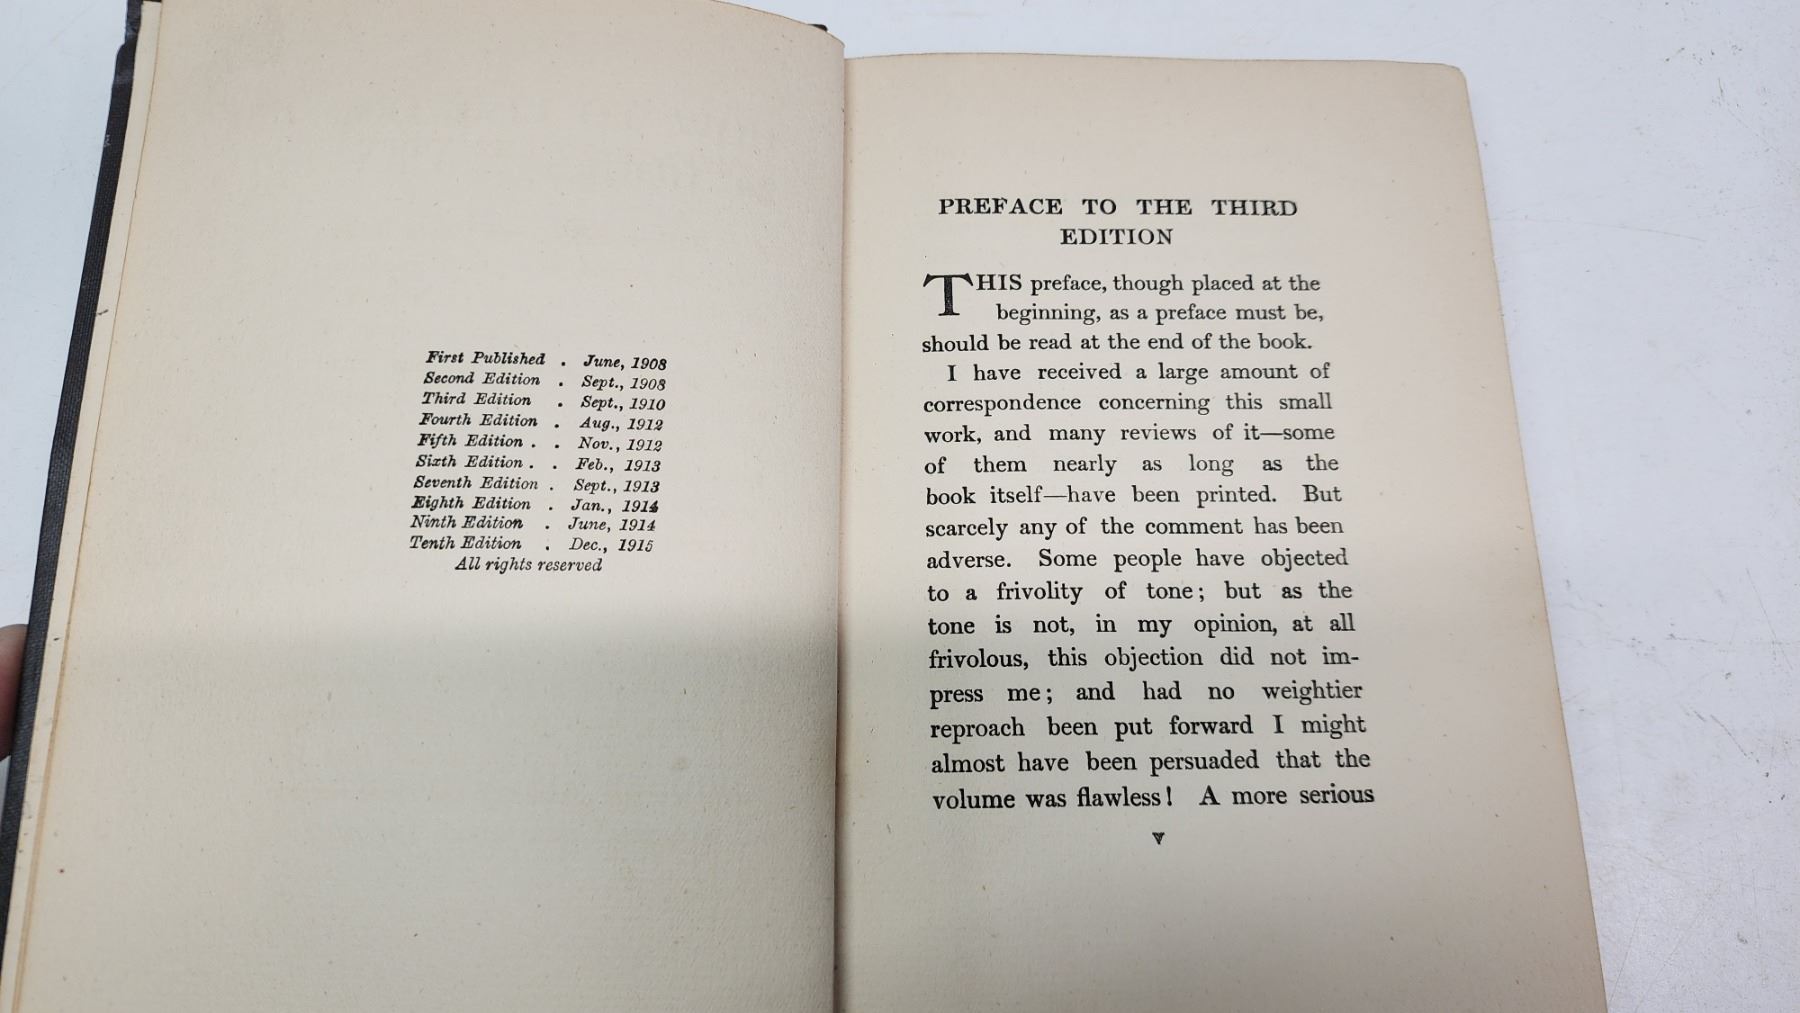 First Published . June, 1908
Second Edition . Sept., 1908
Third Edition . Sept., 1910
Fourth Edition . Aug., 1912
Fifth Edition . . Nov., 1912
Sixth Edition . . Feb., 1913
Seventh Edition . Sept., 1913
Eighth Edition . Jan., 1914
Ninth Edition . June, 1914
Tenth Edition . Dec., 1915
All rights reserved
PREFACE TO THE THIRD
EDITION
THIS preface, though placed at the
beginning, as a preface must be,
should be read at the end of the book.
I have received a large amount of
correspondence concerning this small
work, and many reviews of it—some
of them nearly as long as the
book itself—have been printed. But
scarcely any of the comment has been
adverse. Some people have objected
to a frivolity of tone; but as the
tone is not, in my opinion, at all
frivolous, this objection did not im-
press me; and had no weightier
reproach been put forward I might
almost have been persuaded that the
volume was flawless! A more serious
v